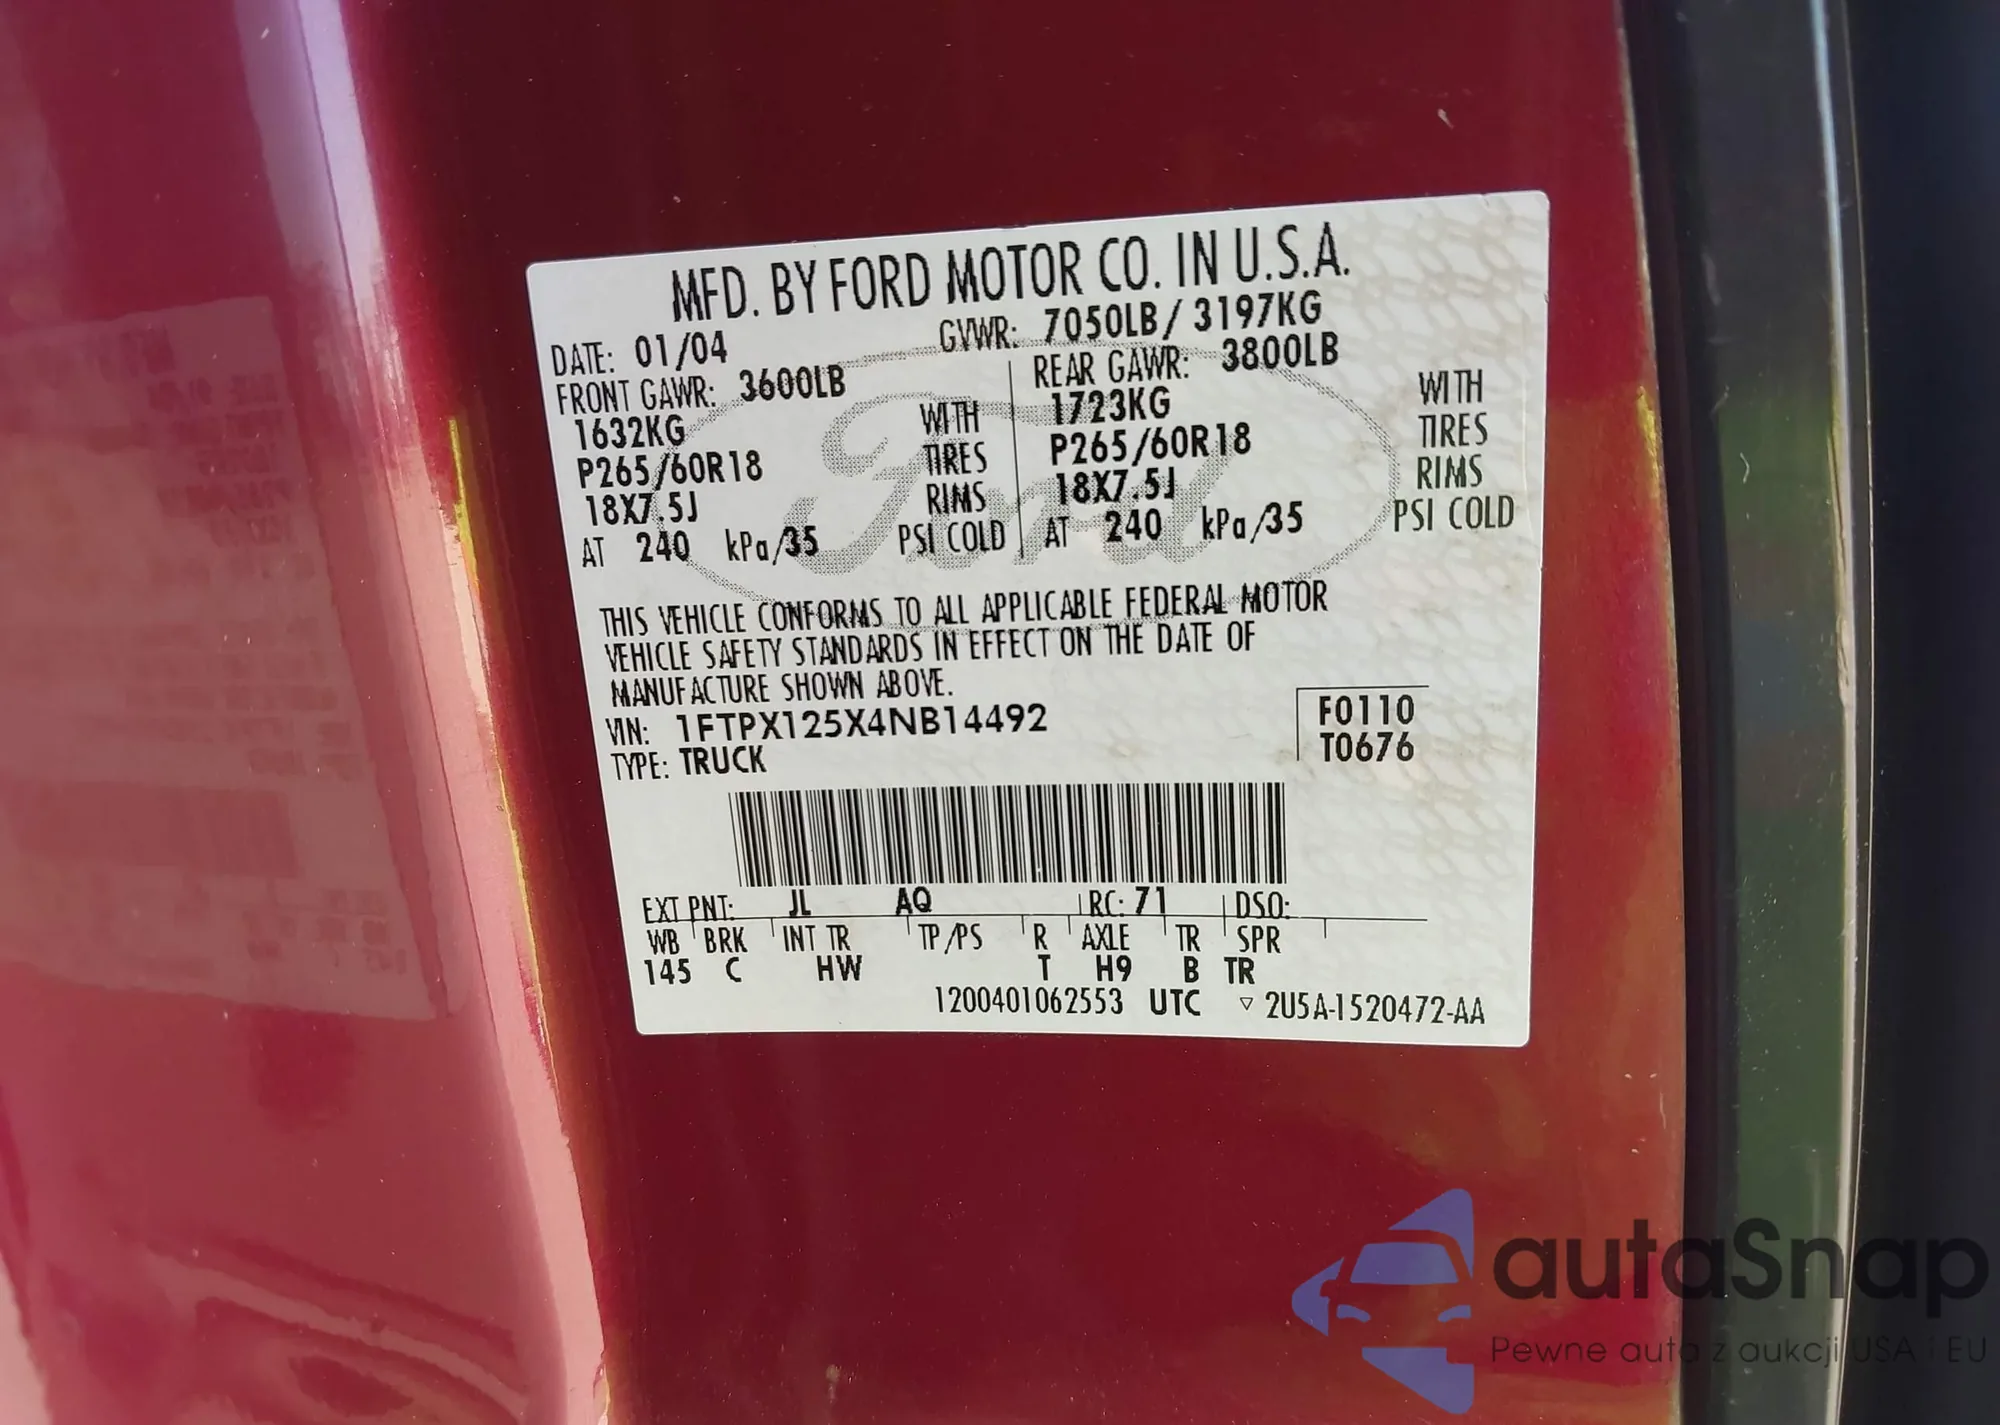 MFD. BY FORD MOTOR CO. IN U.S.A.
DATE: 01/04 GVWR: 7050LB / 3197KG
FRONT GAWR: 3600LB REAR GAWR: 3800LB
1632KG WITH 1723KG WITH
P265/60R18 TIRES P265/60R18 TIRES
18X7.5J RIMS 18X7.5J RIMS
AT 240 kPa/35 PSI COLD AT 240 kPa/35 PSI COLD
Ford
THIS VEHICLE CONFORMS TO ALL APPLICABLE FEDERAL MOTOR
VEHICLE SAFETY STANDARDS IN EFFECT ON THE DATE OF
MANUFACTURE SHOWN ABOVE.
VIN: 1FTPX125X4NB14492 F0110
TYPE: TRUCK T0676
EXT PNT: JL AQ RC: 71 DSO:
WB BRK INT TR TP/PS R AXLE TR SPR
145 C HW T H9 B TR
1200401062553 UTC ▽ 2U5A-1520472-AA
autaSnap
Pewne auta z aukcji USA i EU